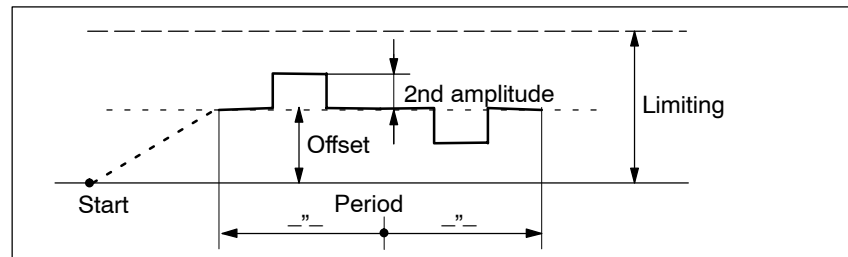 2nd amplitude
Limiting
Offset
Start
Period
_”_
_”_